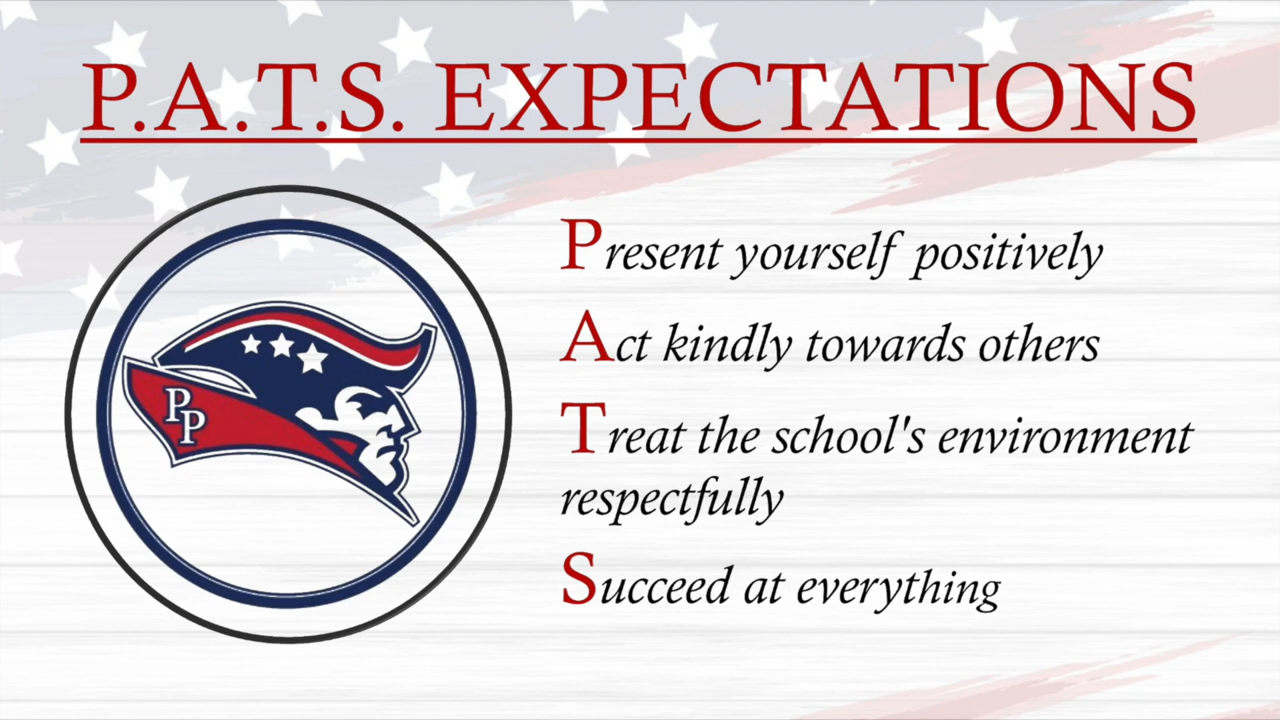 P.A.T.S. EXPECTATIONS
Present yourself positively
Act kindly towards others
Treat the school's environment
respectfully
Succeed at everything
PP